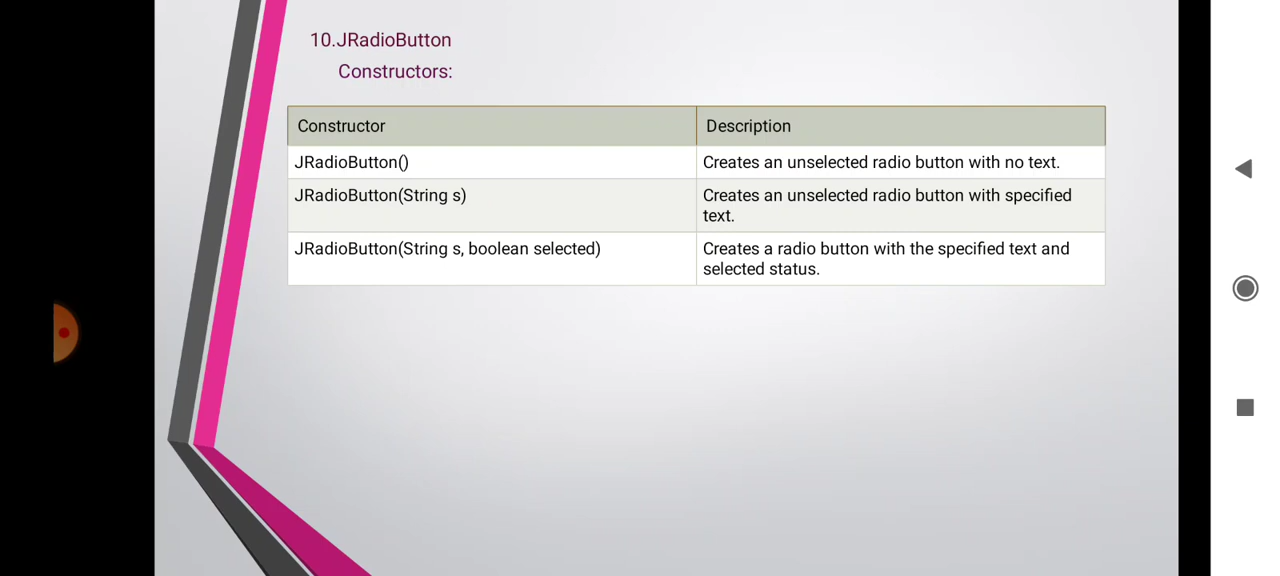 10.JRadioButton
Constructors:
Constructor
Description
JRadioButton()
Creates an unselected radio button with no text.
JRadioButton(String s)
Creates an unselected radio button with specified
text.
JRadioButton(String s, boolean selected)
Creates a radio button with the specified text and
selected status.